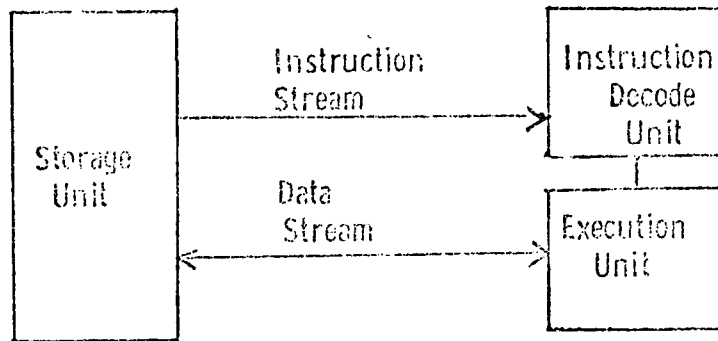 Storage
Unit
Instruction
Stream
Data
Stream
Instruction
Decode
Unit
Execution
Unit